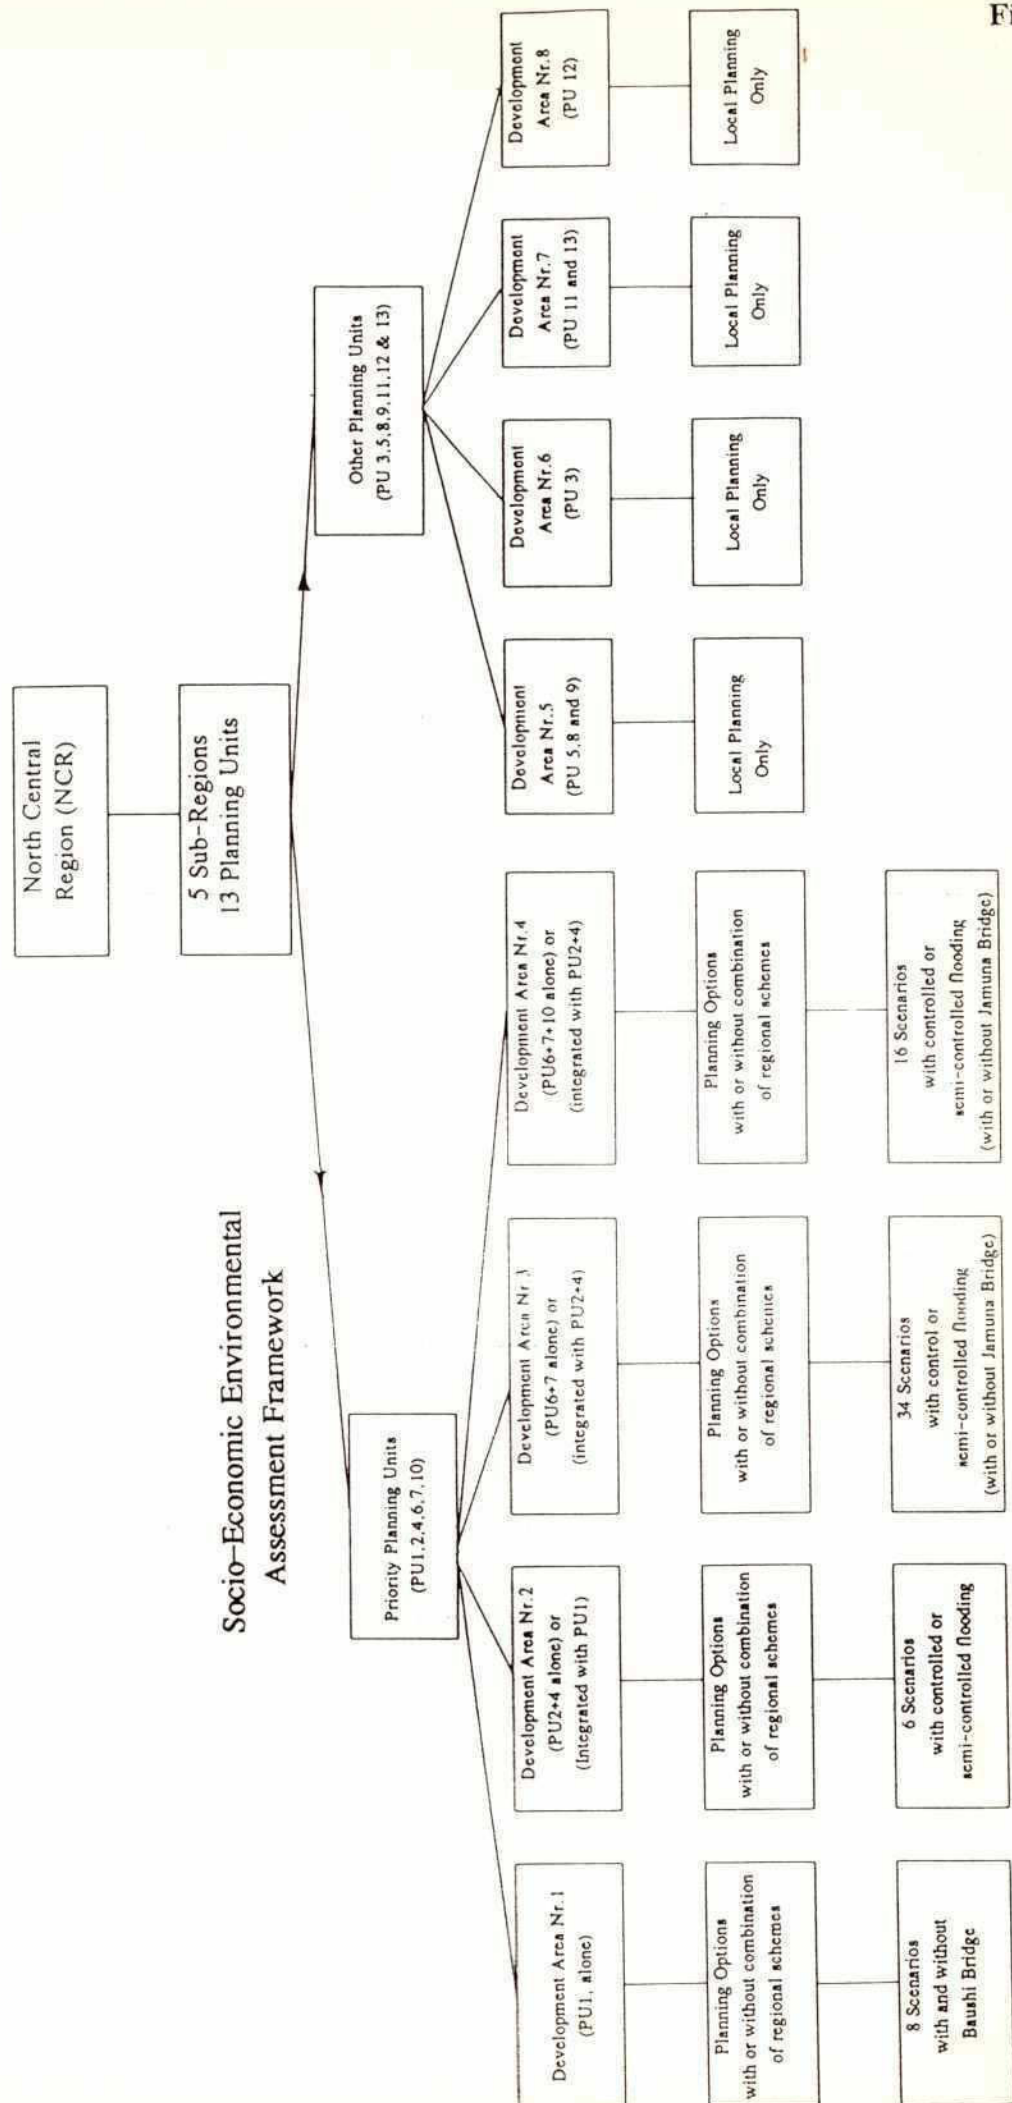 Fi
Socio-Economic Environmental
Assessment Framework
North Central
Region (NCR)
5 Sub-Regions
13 Planning Units
Priority Planning Units
(PU1,2,4,6,7,10)
Other Planning Units
(PU 3,5,8,9,11,12 & 13)
Development Area Nr.1
(PU1, alone)
Development Area Nr.2
(PU2+4 alone) or
(Integrated with PU1)
Development Area Nr 3
(PU6+7 alone) or
(integrated with PU2+4)
Development Area Nr.4
(PU6+7+10 alone) or
(integrated with PU2+4)
Development
Area Nr.5
(PU 5,8 and 9)
Development
Area Nr.6
(PU 3)
Development
Area Nr.7
(PU 11 and 13)
Development
Area Nr.8
(PU 12)
Planning Options
with or without combination
of regional schemes
Planning Options
with or without combination
of regional schemes
Planning Options
with or without combination
of regional schemes
Planning Options
with or without combination
of regional schemes
Local Planning
Only
Local Planning
Only
Local Planning
Only
Local Planning
Only
8 Scenarios
with and without
Baushi Bridge
6 Scenarios
with controlled or
semi-controlled flooding
34 Scenarios
with control or
semi-controlled flooding
(with or without Jamuna Bridge)
16 Scenarios
with controlled or
semi-controlled flooding
(with or without Jamuna Bridge)